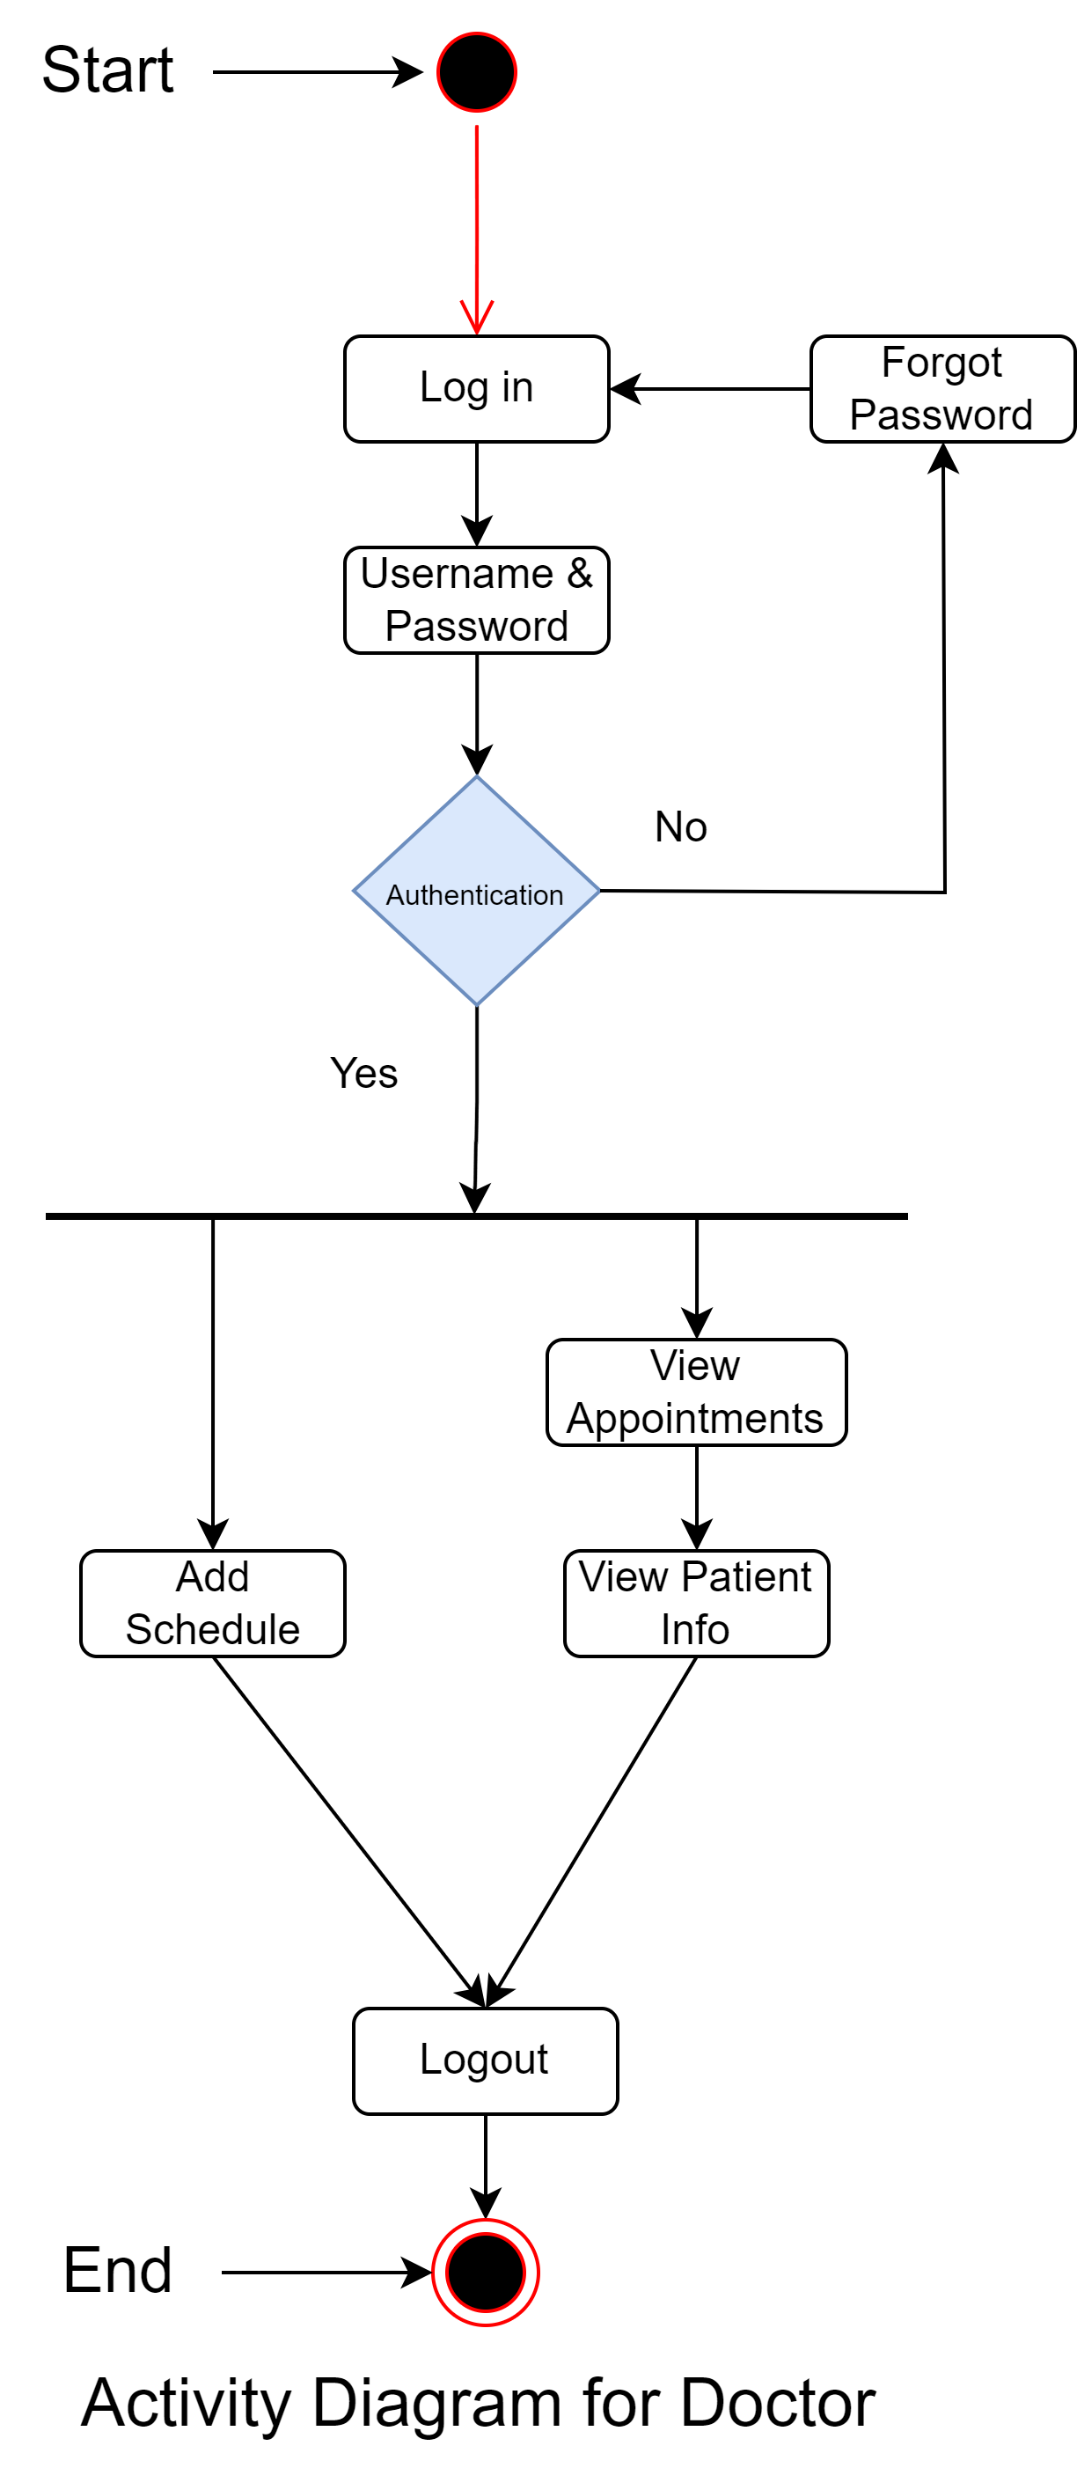 Start
Log in
Forgot
Password
Username &
Password
No
Authentication
Yes
View
Appointments
Add
Schedule
View Patient
Info
Logout
End
Activity Diagram for Doctor